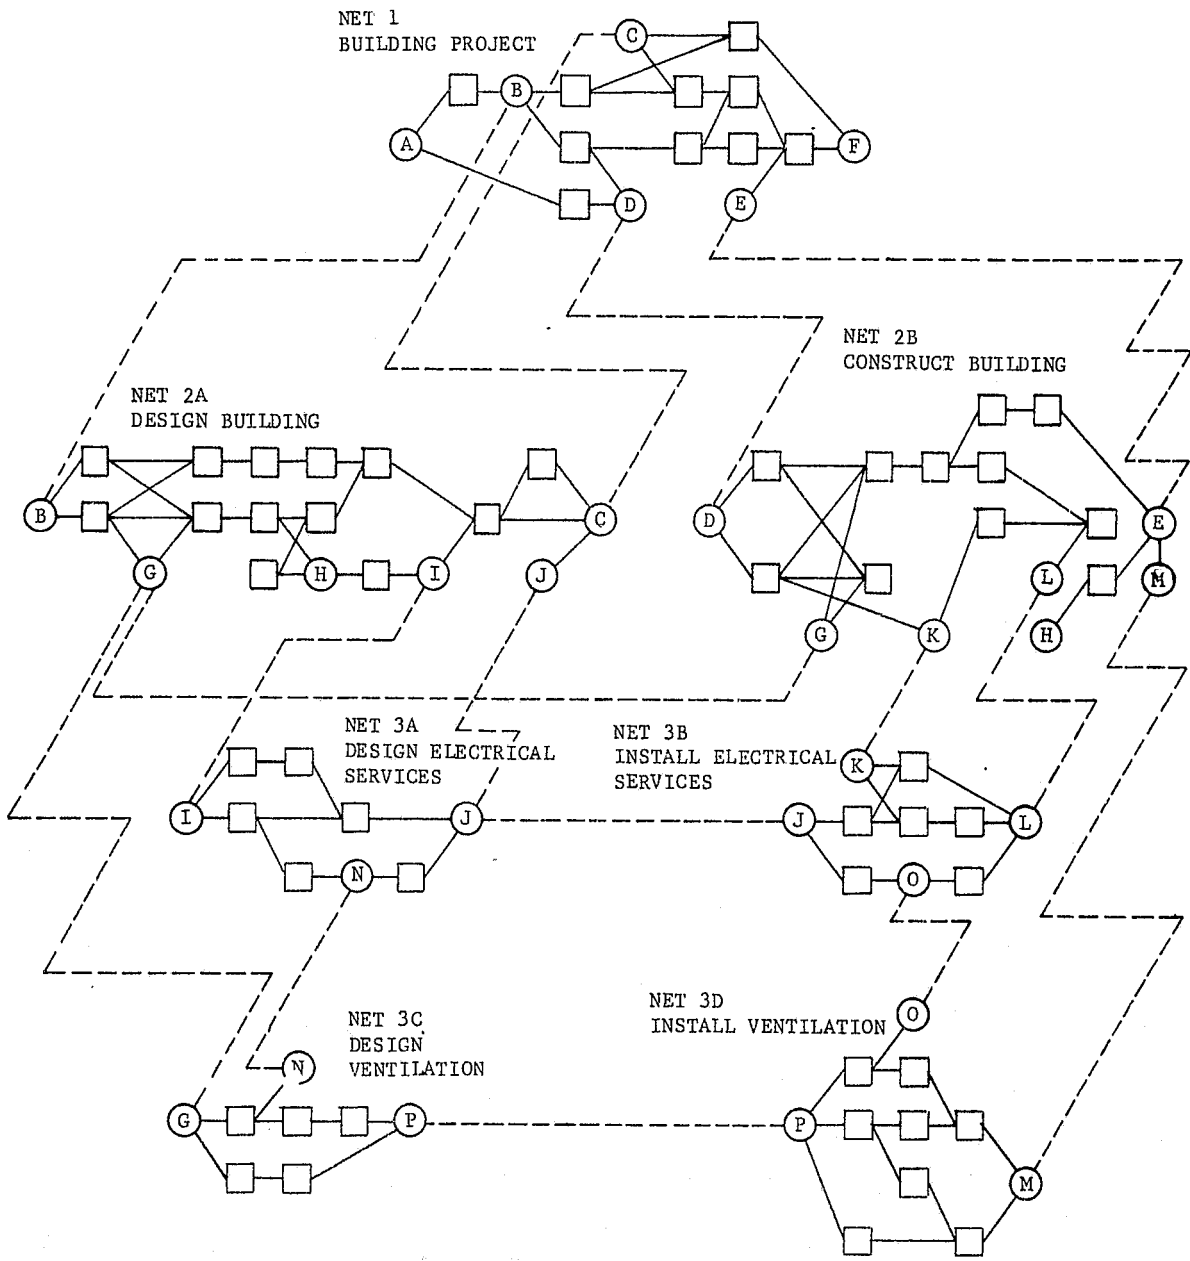 NET 1
BUILDING PROJECT
C
B
A
F
D
E
NET 2B
CONSTRUCT BUILDING
NET 2A
DESIGN BUILDING
B
C
D
E
G
H
I
J
L
M
G
K
H
NET 3A
DESIGN ELECTRICAL
SERVICES
NET 3B
INSTALL ELECTRICAL
SERVICES
K
I
J
J
L
N
O
NET 3C
DESIGN
VENTILATION
NET 3D
INSTALL VENTILATION
O
N
G
P
P
M